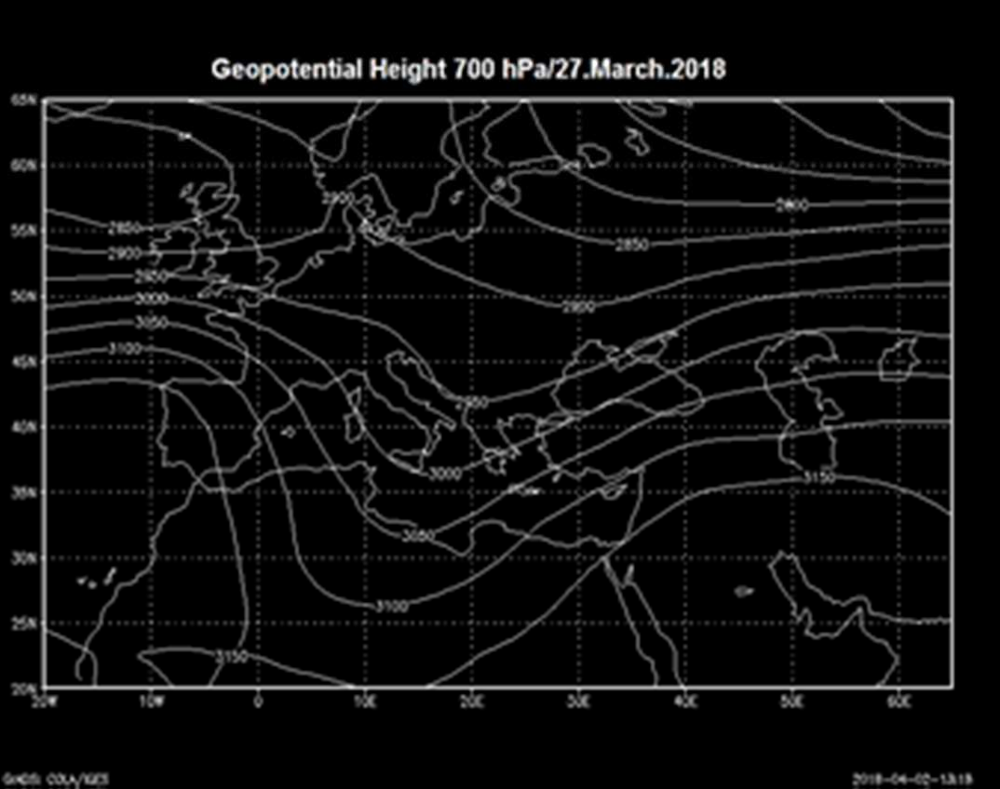 Geopotential Height 700 hPa/27.March.2018
65N
60N
2900
2800
55N
2850
2850
2900
2950
50N
3000
2900
3050
3100
45N
2950
40N
3000
3150
35N
3050
30N
3100
25N
3150
20N
20W 10W 0 10E 20E 30E 40E 50E 60E
GrADS: COLA/IGES 2018-04-02-13:15